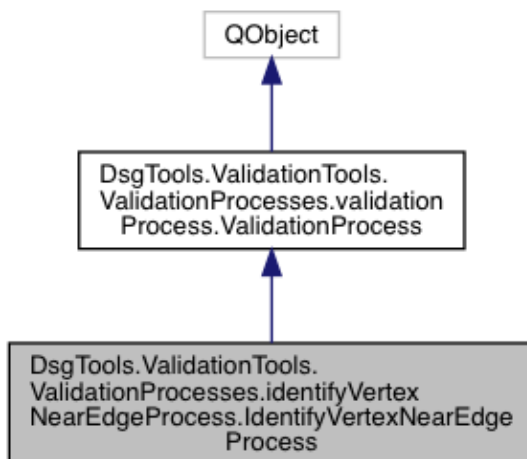 QObject
DsgTools.ValidationTools.
ValidationProcesses.validation
Process.ValidationProcess
DsgTools.ValidationTools.
ValidationProcesses.identifyVertex
NearEdgeProcess.IdentifyVertexNearEdge
Process